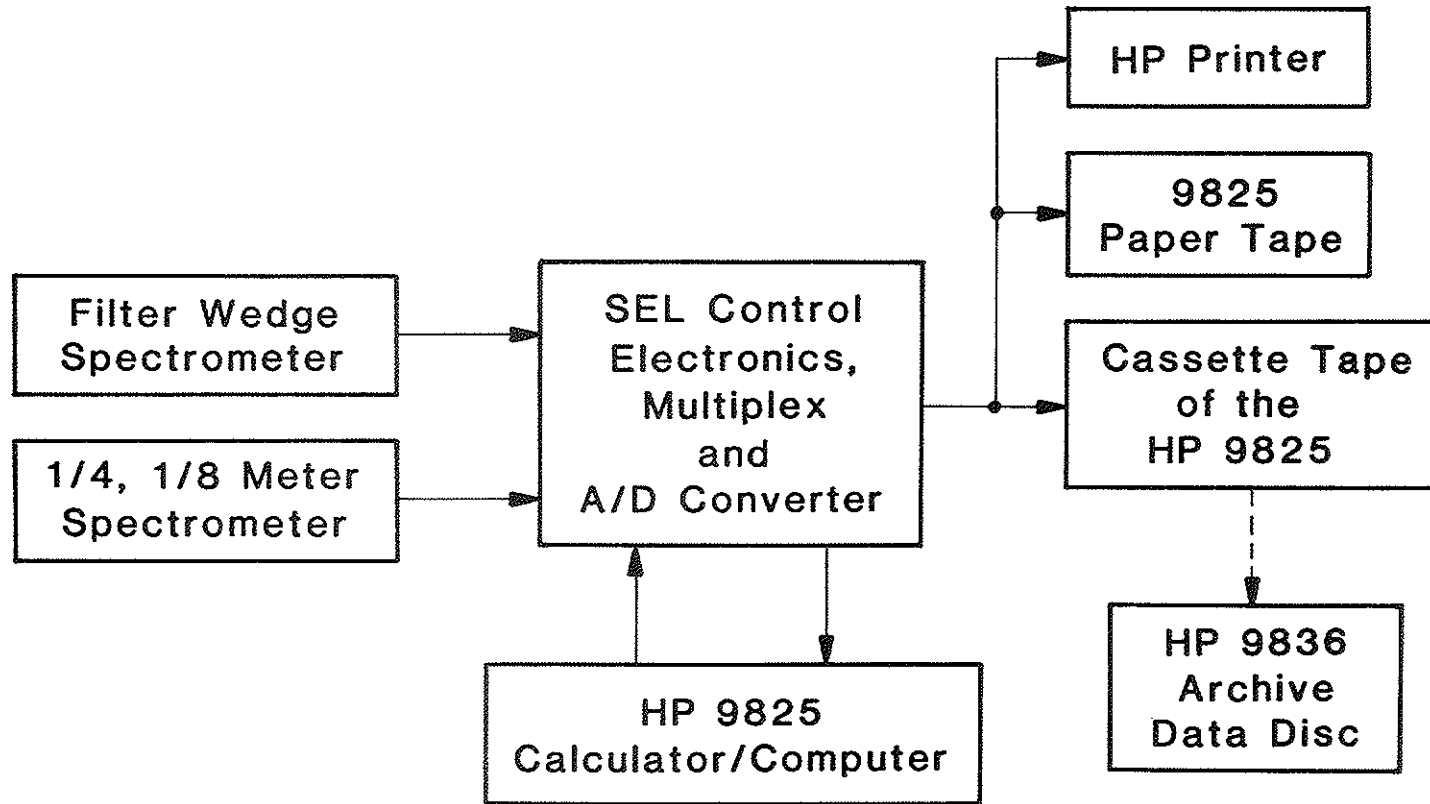 HP Printer
9825
Paper Tape
Filter Wedge
Spectrometer
SEL Control
Electronics,
Multiplex
and
A/D Converter
Cassette Tape
of the
HP 9825
1/4, 1/8 Meter
Spectrometer
HP 9825
Calculator/Computer
HP 9836
Archive
Data Disc